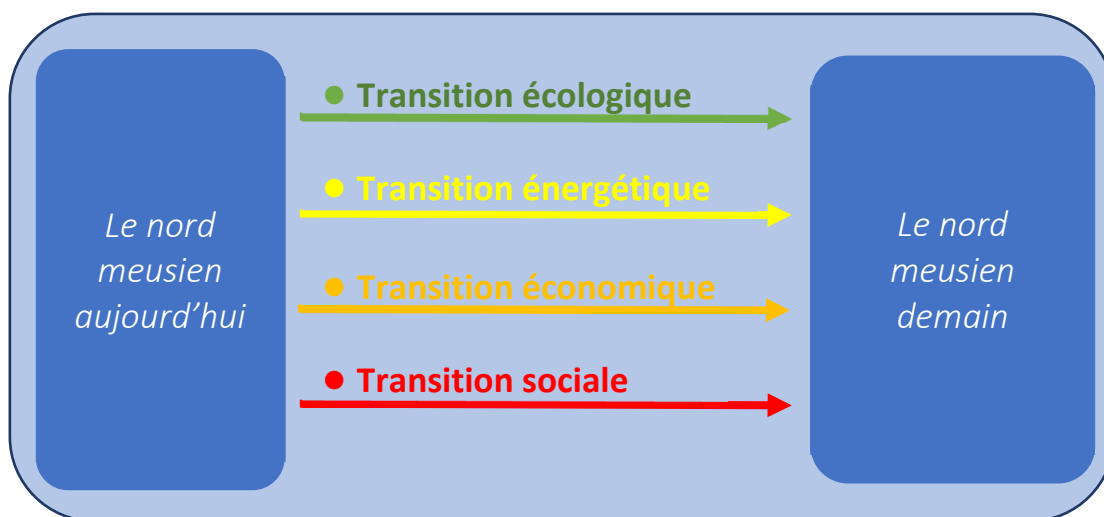 Le nord
meusien
aujourd’hui
● Transition écologique
● Transition énergétique
● Transition économique
● Transition sociale
Le nord
meusien
demain